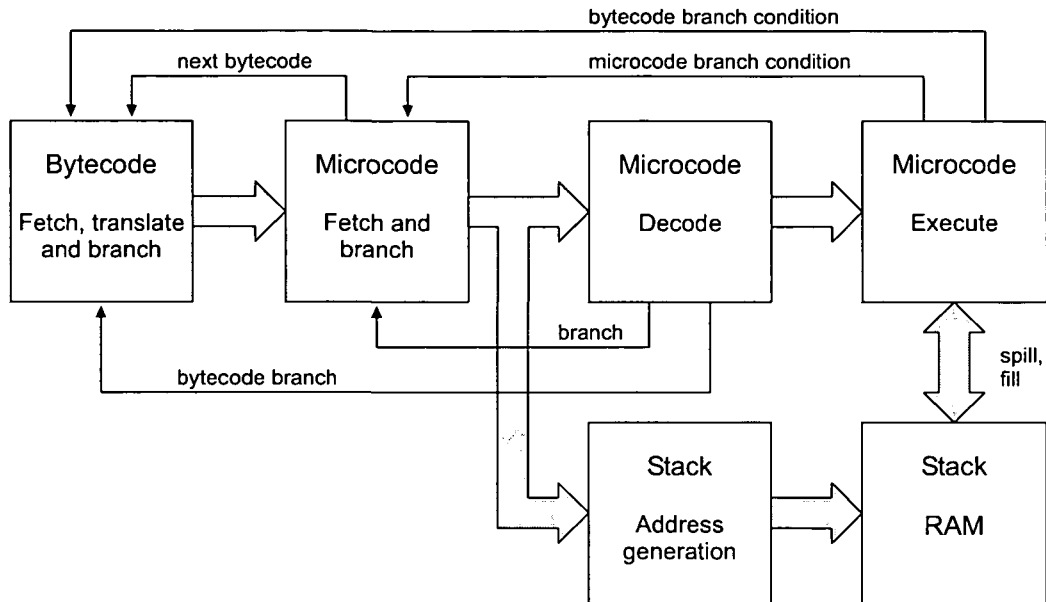 bytecode branch condition
next bytecode
microcode branch condition
Bytecode
Fetch, translate
and branch
Microcode
Fetch and
branch
Microcode
Decode
Microcode
Execute
branch
bytecode branch
spill,
fill
Stack
Address
generation
Stack
RAM